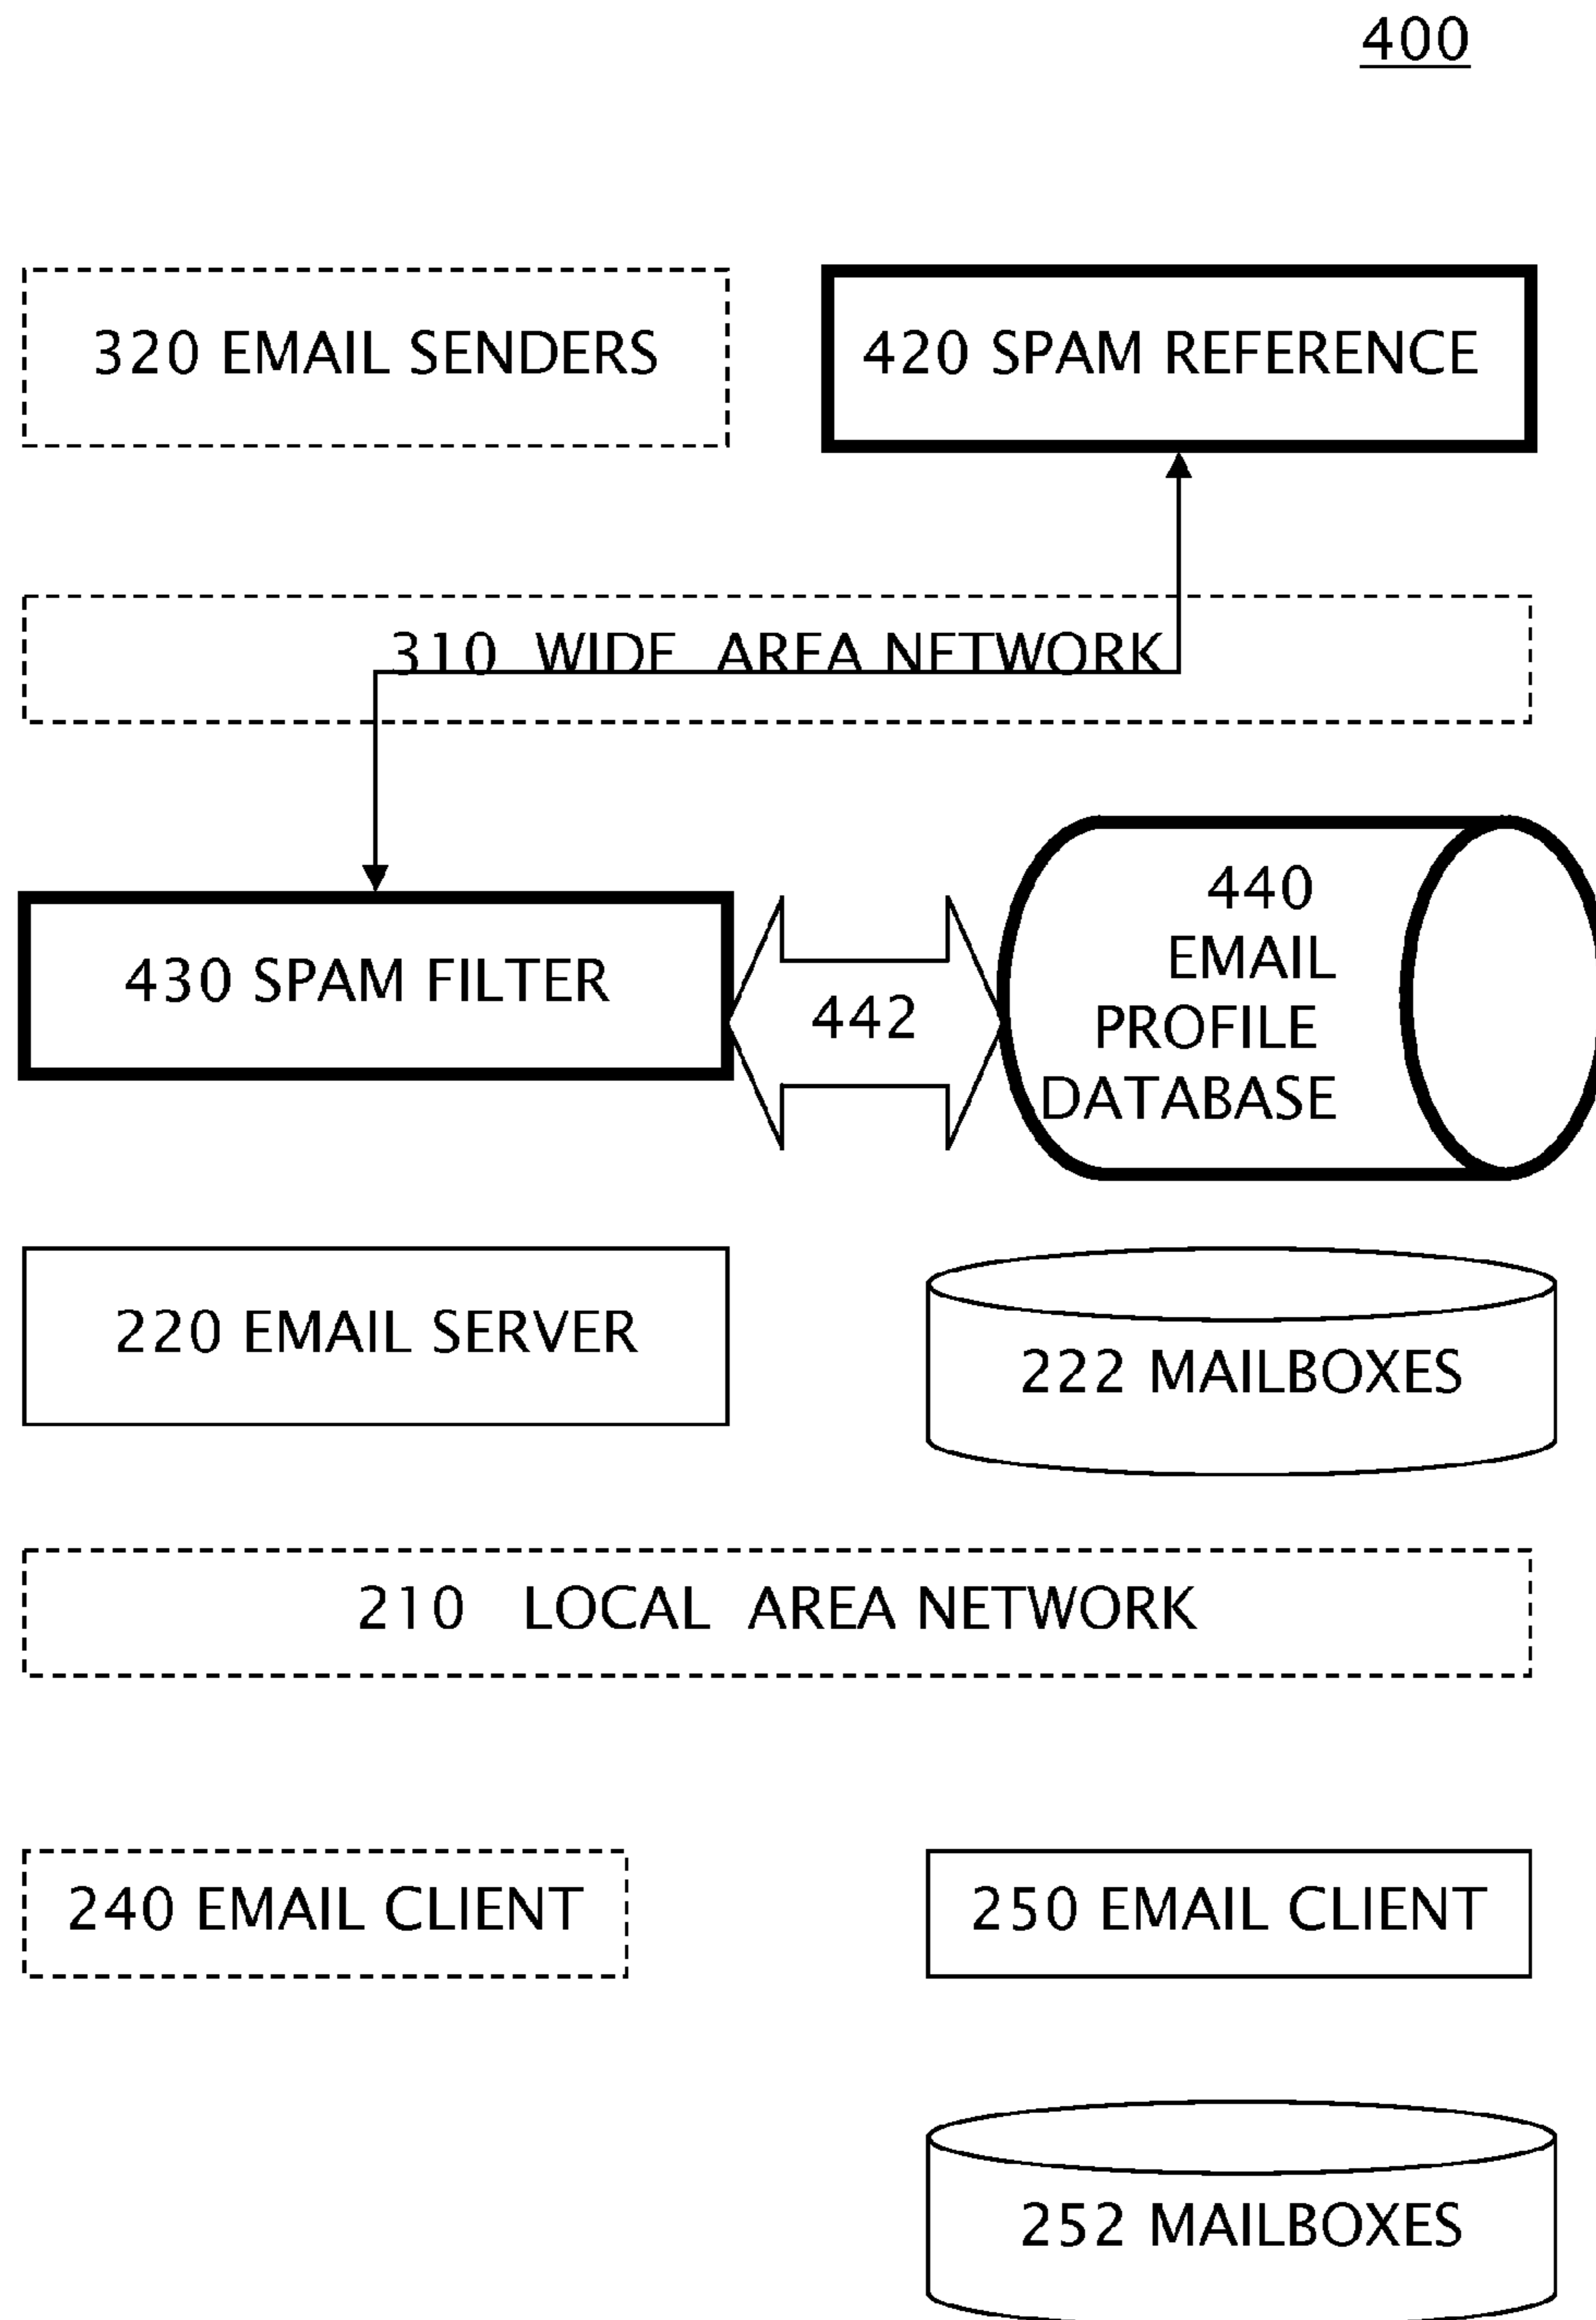 400
320 EMAIL SENDERS
420 SPAM REFERENCE
310 WIDE AREA NETWORK
430 SPAM FILTER
442
440
EMAIL
PROFILE
DATABASE
220 EMAIL SERVER
222 MAILBOXES
210 LOCAL AREA NETWORK
240 EMAIL CLIENT
250 EMAIL CLIENT
252 MAILBOXES